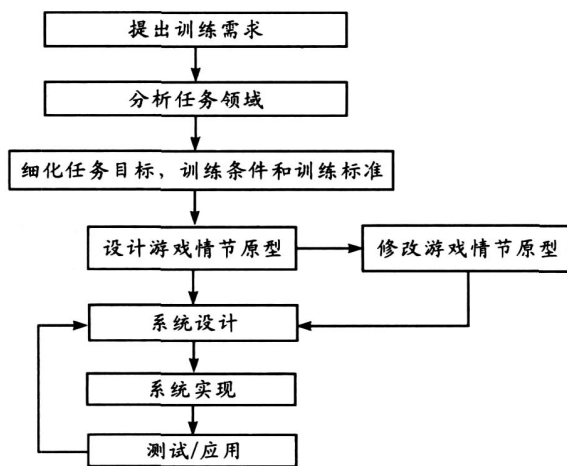 提出训练需求
分析任务领域
细化任务目标，训练条件和训练标准
设计游戏情节原型
修改游戏情节原型
系统设计
系统实现
测试/应用